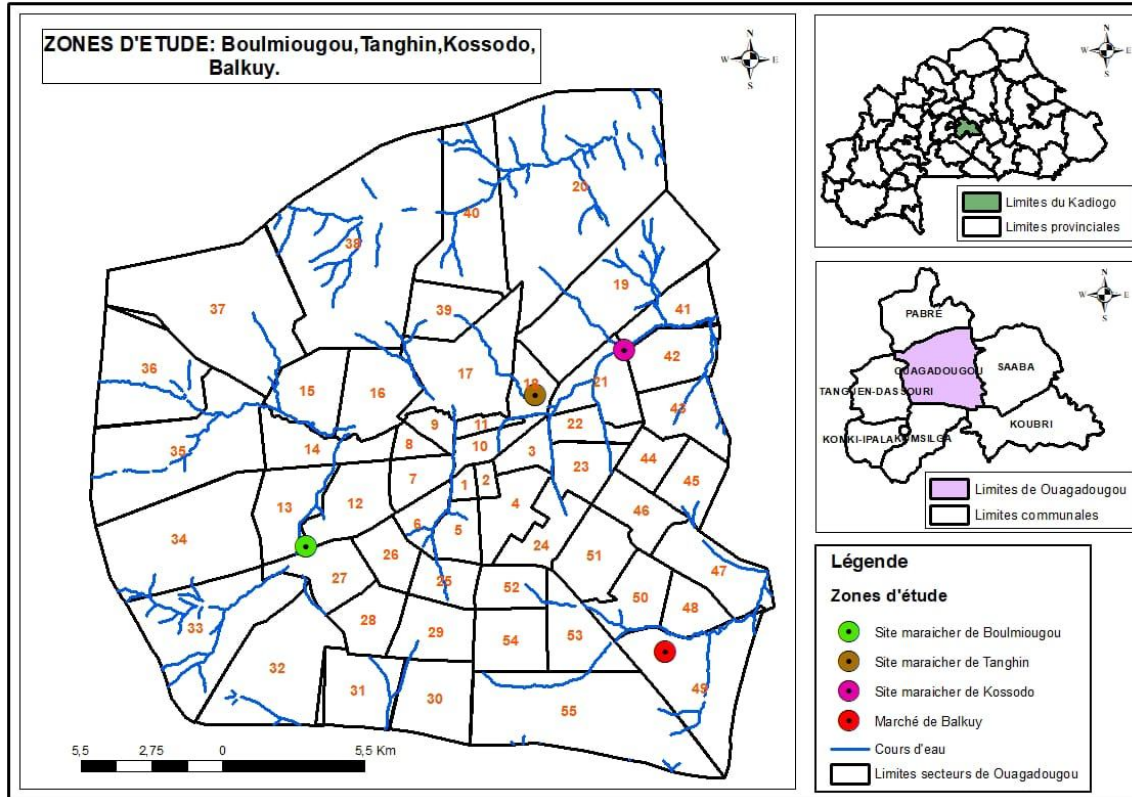 ZONES D'ETUDE: Boulmiougou,Tanghin,Kossodo,
Balkuy.
N
W E
S
20
40
38
19
37
39
41
42
36
17
15
16
18
21
43
9
11
22
35
14
8
10
3
44
7
23
45
1
2
13
12
4
46
6
5
34
24
26
51
47
27
25
52
50
48
33
28
29
54
53
32
31
30
49
55
5,5 2,75 0 5,5 Km
N
W E
S
Limites du Kadiogo
Limites provinciales
N
W E
S
PABRÉ
OUAGADOUGOU
SAABA
TANGUEN-DASSOURI
KOUBRI
KONKI-IPALA
KOMSILGA
Limites de Ouagadougou
Limites communales
Légende
Zones d'étude
Site maraicher de Boulmiougou
Site maraicher de Tanghin
Site maraicher de Kossodo
Marché de Balkuy
Cours d'eau
Limites secteurs de Ouagadougou